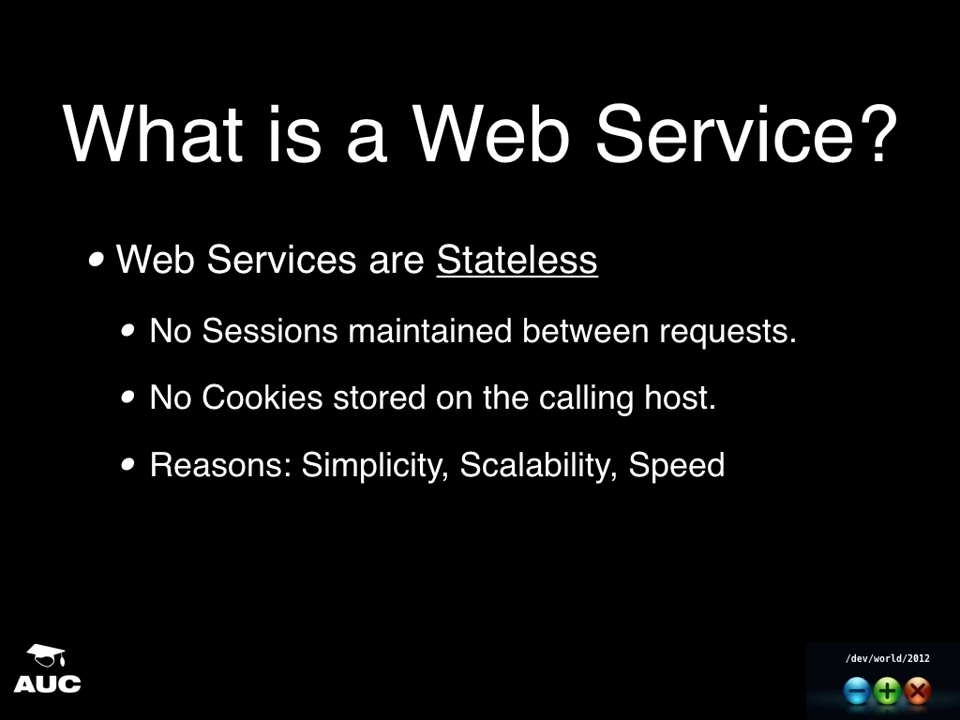 What is a Web Service?
Web Services are Stateless
No Sessions maintained between requests.
No Cookies stored on the calling host.
Reasons: Simplicity, Scalability, Speed
AUC
/dev/world/2012